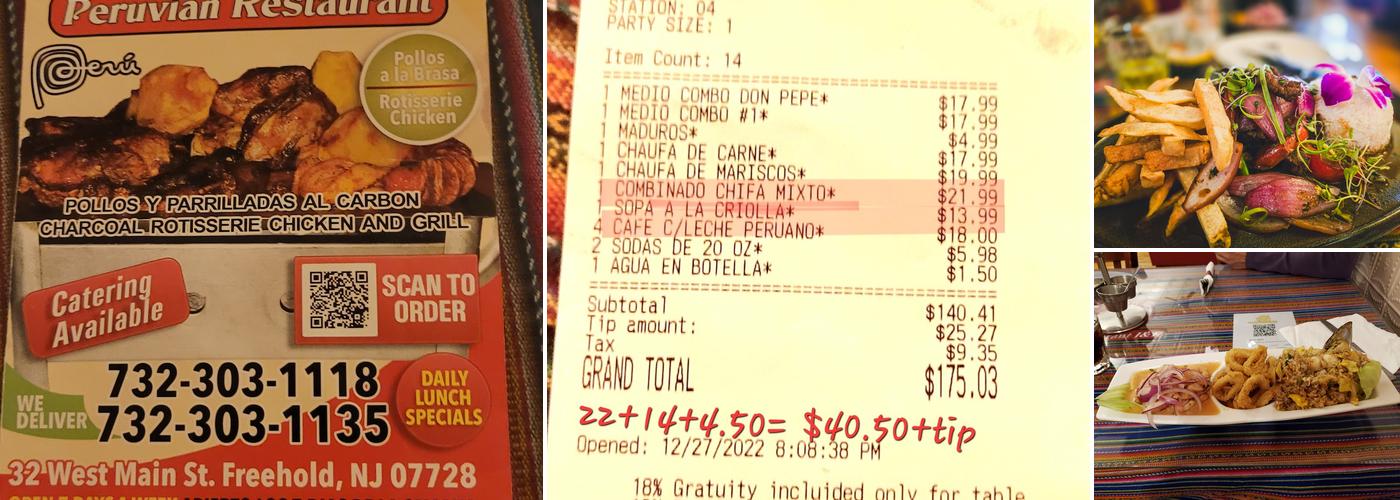 Peruvian Restaurant
Perú
Pollos
a la Brasa
Rotisserie
Chicken
POLLOS Y PARRILLADAS AL CARBON
CHARCOAL ROTISSERIE CHICKEN AND GRILL
Catering
Available
SCAN TO
ORDER
WE
DELIVER
732-303-1118
732-303-1135
DAILY
LUNCH
SPECIALS
32 West Main St. Freehold, NJ 07728
STATION: 04
PARTY SIZE: 1
Item Count: 14
1 MEDIO COMBO DON PEPE* $17.99
1 MEDIO COMBO #1* $17.99
1 MADUROS* $4.99
1 CHAUFA DE CARNE* $17.99
1 CHAUFA DE MARISCOS* $19.99
1 COMBINADO CHIFA MIXTO* $21.99
1 SOPA A LA CRIOLLA* $13.99
4 CAFE C/LECHE PERUANO* $18.00
2 SODAS DE 20 OZ* $5.98
1 AGUA EN BOTELLA* $1.50
Subtotal $140.41
Tip amount: $25.27
Tax $9.35
GRAND TOTAL $175.03
22+14+4.50= $40.50+tip
Opened: 12/27/2022 8:08:38 PM
18% Gratuity incluided only for table